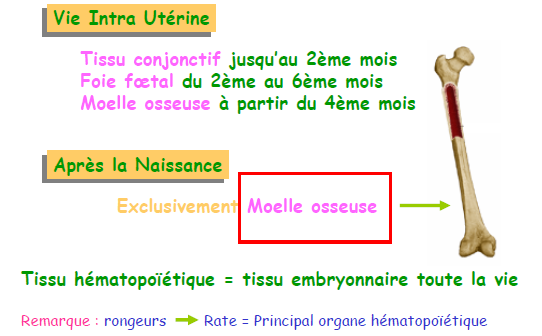 Vie Intra Utérine
Tissu conjonctif jusqu'au 2ème mois
Foie fœtal du 2ème au 6ème mois
Moelle osseuse à partir du 4ème mois
Après la Naissance
Exclusivement Moelle osseuse
Tissu hématopoïétique = tissu embryonnaire toute la vie
Remarque : rongeurs Rate = Principal organe hématopoïétique